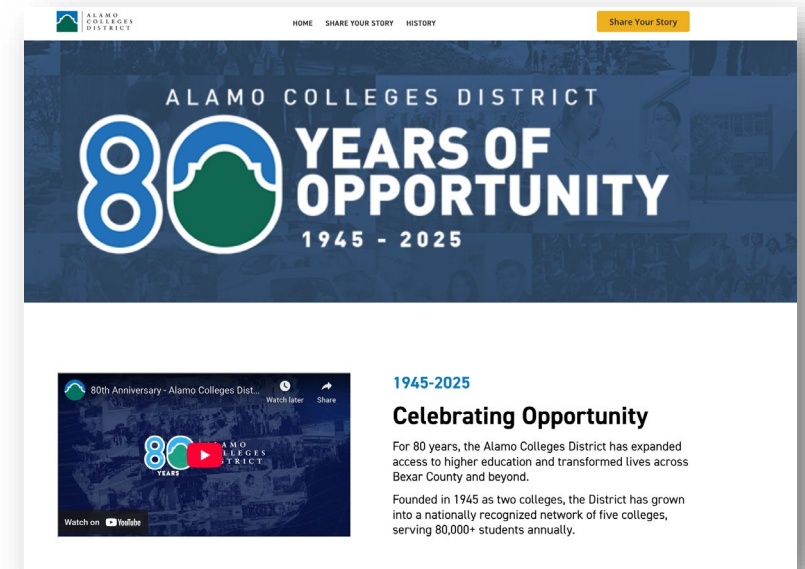 ALAMO
COLLEGES
DISTRICT
HOME SHARE YOUR STORY HISTORY
Share Your Story
ALAMO COLLEGES DISTRICT
80 YEARS OF
OPPORTUNITY
1945 - 2025
80th Anniversary - Alamo Colleges Dist...
Watch later
Share
80
YEARS
ALAMO
COLLEGES
DISTRICT
Watch on YouTube
1945-2025
Celebrating Opportunity
For 80 years, the Alamo Colleges District has expanded
access to higher education and transformed lives across
Bexar County and beyond.
Founded in 1945 as two colleges, the District has grown
into a nationally recognized network of five colleges,
serving 80,000+ students annually.